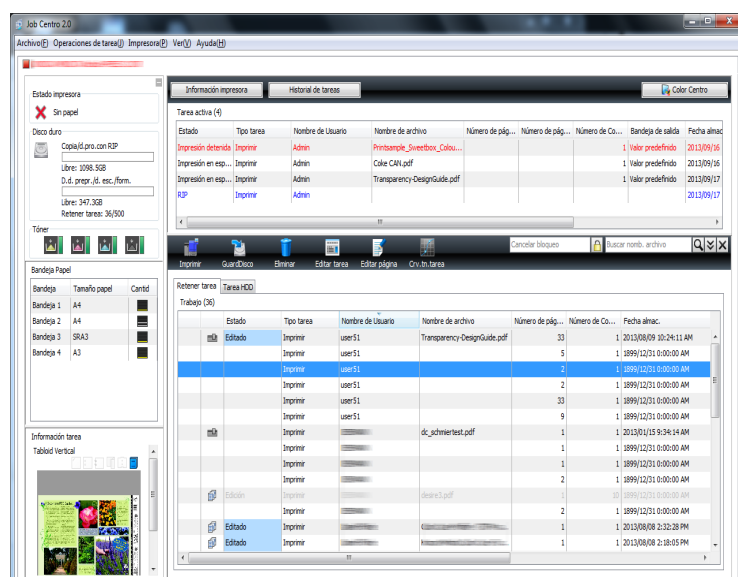 Job Centro 2.0
Archivo(F) Operaciones de tarea(J) Impresora(P) Ver(V) Ayuda(H)
Estado impresora
Sin papel
Disco duro
Copia/d.pro.con RIP
Libre: 1098.5GB
D.d. prepr./d. esc./form.
Libre: 347.3GB
Retener tarea: 36/500
Tóner
Bandeja Papel
Bandeja Tamaño papel Cantid
Bandeja 1 A4
Bandeja 2 A4
Bandeja 3 SRA3
Bandeja 4 A3
Información tarea
Tabloid Vertical
Información impresora Historial de tareas Color Centro
Tarea activa (4)
Estado Tipo tarea Nombre de Usuario Nombre de archivo Número de pág... Número de pág... Número de Co... Bandeja de salida Fecha almac
Impresión detenida Imprimir Admin Printsample_Sweetbox_Colou... 1 Valor predefinido 2013/09/16
Impresión en esp... Imprimir Admin Coke CAN.pdf 1 Valor predefinido 2013/09/16
Impresión en esp... Imprimir Admin Transparency-DesignGuide.pdf 1 Valor predefinido 2013/09/17
RIP Imprimir Admin 2013/09/17
Cancelar bloqueo Buscar nomb. archivo
Imprimir GuardDisco Eliminar Editar tarea Editar página Crv.tn.tarea
Retener tarea Tarea HDD
Trabajo (36)
Estado Tipo tarea Nombre de Usuario Nombre de archivo Número de pág... Número de Co... Fecha almac.
Editado Imprimir user51 Transparency-DesignGuide.pdf 33 1 2013/08/09 10:24:11 AM
Imprimir user51 5 1 1899/12/31 0:00:00 AM
Imprimir user51 2 1 1899/12/31 0:00:00 AM
Imprimir user51 2 1 1899/12/31 0:00:00 AM
Imprimir user51 33 1 1899/12/31 0:00:00 AM
Imprimir user51 9 1 1899/12/31 0:00:00 AM
Imprimir dc_schmiertest.pdf 1 1 2013/01/15 9:34:14 AM
Imprimir 1 1 1899/12/31 0:00:00 AM
Imprimir 1 1 1899/12/31 0:00:00 AM
Imprimir 2 1 1899/12/31 0:00:00 AM
Edición Imprimir desire3.pdf 1 10 1899/12/31 0:00:00 AM
Imprimir 2 1 1899/12/31 0:00:00 AM
Editado Imprimir 1 1 2013/08/08 2:32:28 PM
Editado Imprimir 1 1 2013/08/08 2:18:05 PM